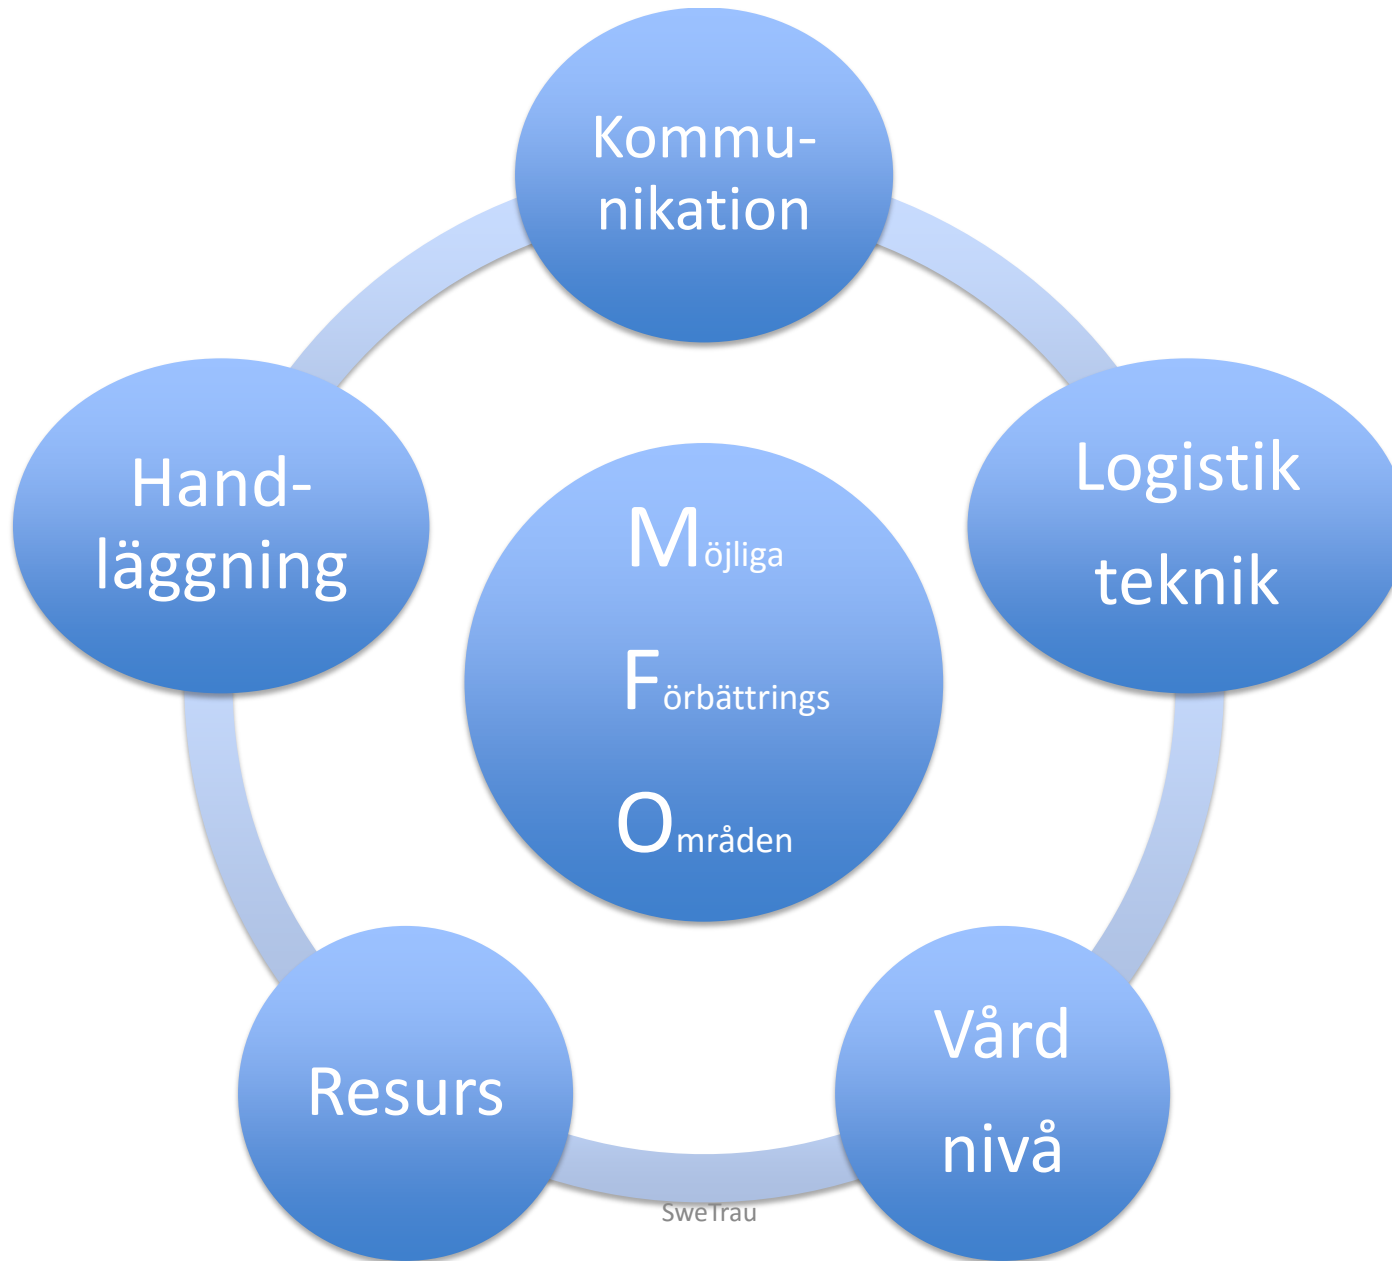 Kommu-
nikation
Logistik
teknik
Hand-
läggning
Möjliga
Förbättrings
Områden
Vård
nivå
Resurs
SweTrau